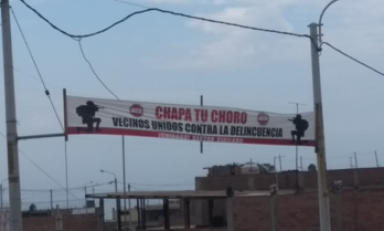 CHAPA TU CHORO
VECINOS UNIDOS CONTRA LA DELINCUENCIA